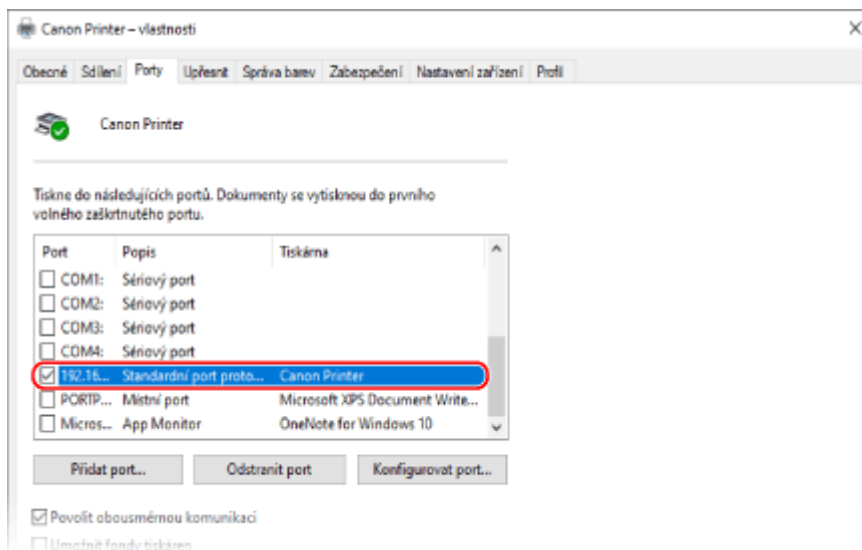 Canon Printer – vlastnosti
Obecné Sdílení Porty Upřesnit Správa barev Zabezpečení Nastavení zařízení Profil
Canon Printer
Tiskne do následujících portů. Dokumenty se vytisknou do prvního
volného zaškrtnutého portu.
Port Popis Tiskárna
COM1: Sériový port
COM2: Sériový port
COM3: Sériový port
COM4: Sériový port
192.16... Standardní port proto... Canon Printer
PORTP... Místní port Microsoft XPS Document Write...
Micros... App Monitor OneNote for Windows 10
Přidat port... Odstranit port Konfigurovat port...
Povolit obousměrnou komunikaci
Umožnit fondy tiskáren